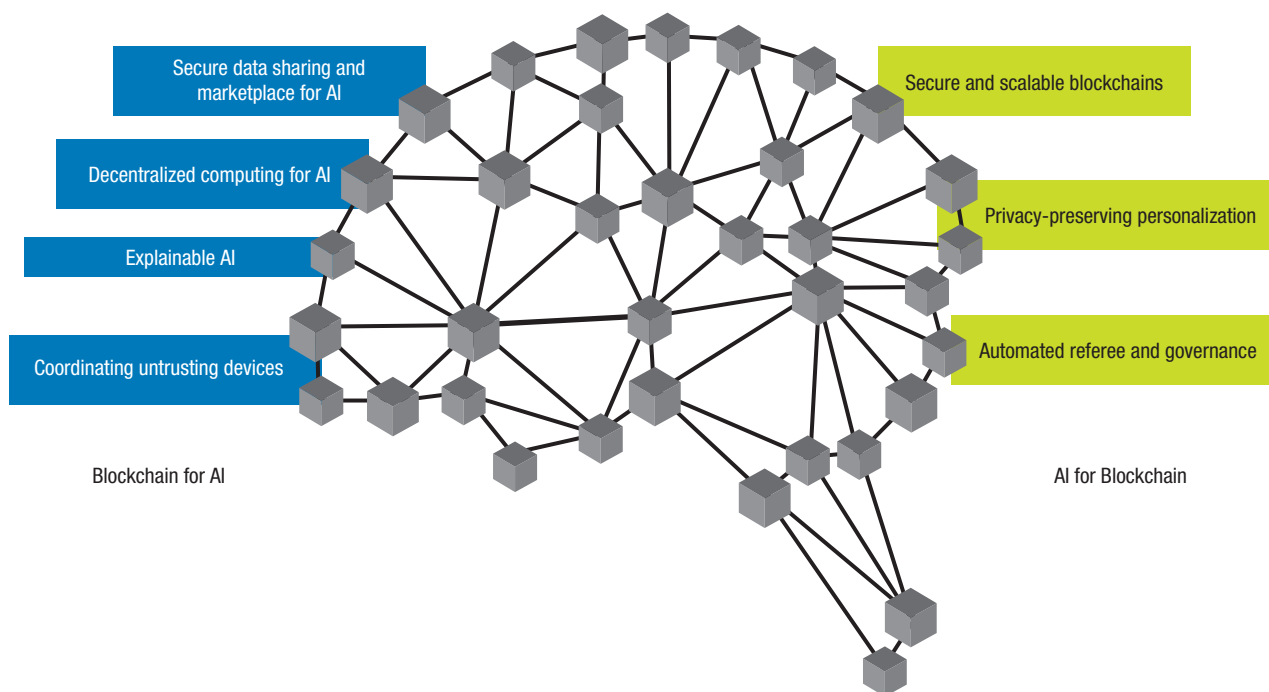 Secure data sharing and
marketplace for AI
Decentralized computing for AI
Explainable AI
Coordinating untrusting devices
Blockchain for AI
Secure and scalable blockchains
Privacy-preserving personalization
Automated referee and governance
AI for Blockchain